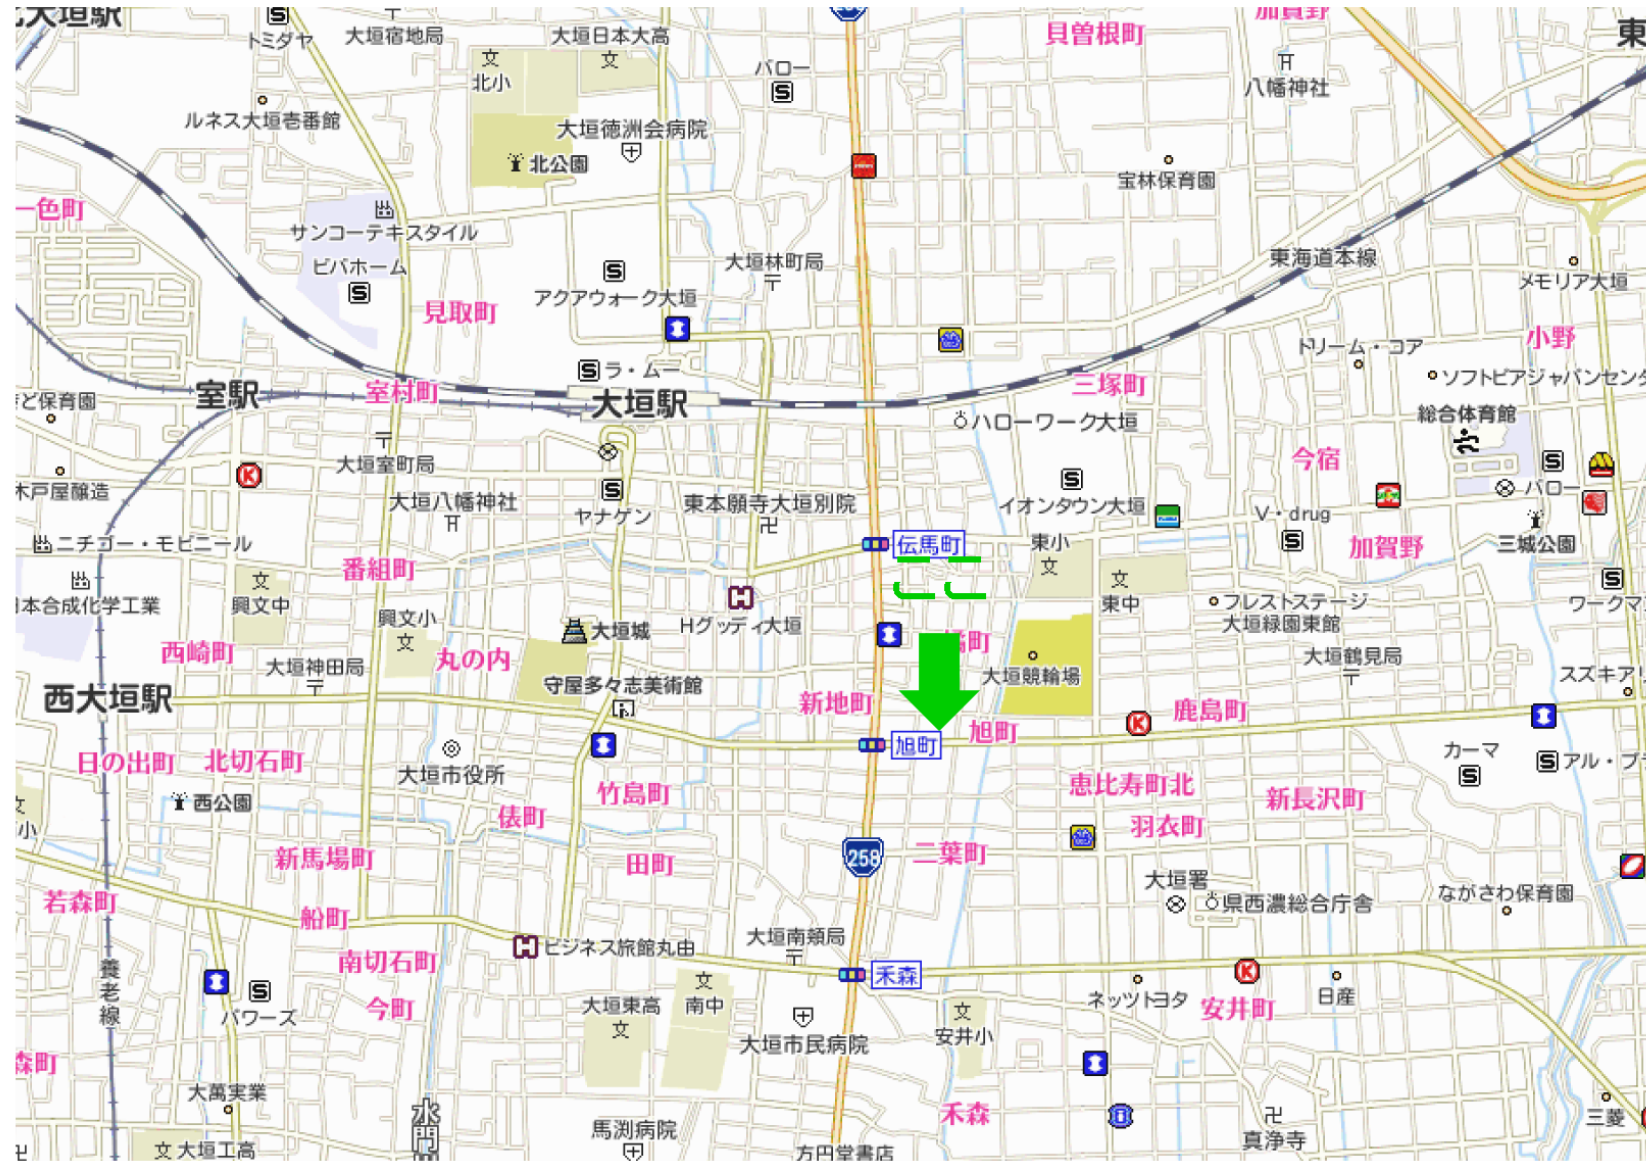 北大垣駅
トミダヤ
大垣宿地局
大垣日本大高
貝曽根町
加賀野
東
北小
バロー
八幡神社
ルネス大垣壱番館
大垣徳洲会病院
北公園
宝林保育園
一色町
サンコーテキスタイル
ビバホーム
大垣林町局
東海道本線
アクアウォーク大垣
メモリア大垣
見取町
小野
ドリーム・コア
ラ・ムー
ソフトピアジャパンセンタ
室駅
室村町
大垣駅
三塚町
ど保育園
ハローワーク大垣
総合体育館
大垣室町局
今宿
木戸屋醸造
大垣八幡神社
ヤナゲン
東本願寺大垣別院
イオンタウン大垣
V・drug
バロー
ニチゴー・モビニール
伝馬町
東小
加賀野
三城公園
番組町
日本合成化学工業
興文中
興文小
大垣城
Hグッディ大垣
東中
フレストステージ
大垣緑園東館
ワークマ
西崎町
大垣神田局
丸の内
橘町
大垣競輪場
大垣鶴見局
スズキアリ
西大垣駅
守屋多々志美術館
新地町
鹿島町
旭町
旭町
日の出町
北切石町
大垣市役所
カーマ
アル・プラ
竹島町
恵比寿町北
新長沢町
西公園
俵町
羽衣町
小
新馬場町
田町
258
二葉町
大垣署
若森町
船町
県西濃総合庁舎
ながさわ保育園
大垣南頬局
ビジネス旅館丸由
南切石町
禾森
養老線
今町
大垣東高
南中
ネッツトヨタ
安井町
日産
パワーズ
大垣市民病院
安井小
森町
大萬実業
水門川
馬渕病院
禾森
真浄寺
三菱
大垣工高
方円堂書店